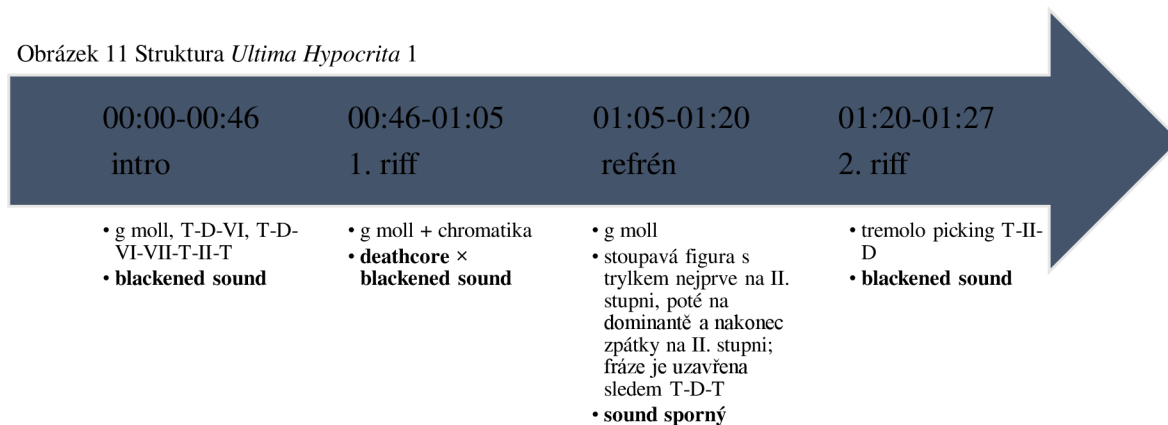 Obrázek 11 Struktura Ultima Hypocrita 1
00:00-00:46
intro
00:46-01:05
1. riff
01:05-01:20
refrén
01:20-01:27
2. riff
• g moll, T-D-VI, T-D-
VI-VII-T-II-T
• blackened sound
• g moll + chromatika
• deathcore ×
blackened sound
• g moll
• stoupavá figura s
trylkem nejprve na II.
stupni, poté na
dominantě a nakonec
zpátky na II. stupni;
fráze je uzavřena
sledem T-D-T
• sound sporný
• tremolo picking T-II-
D
• blackened sound